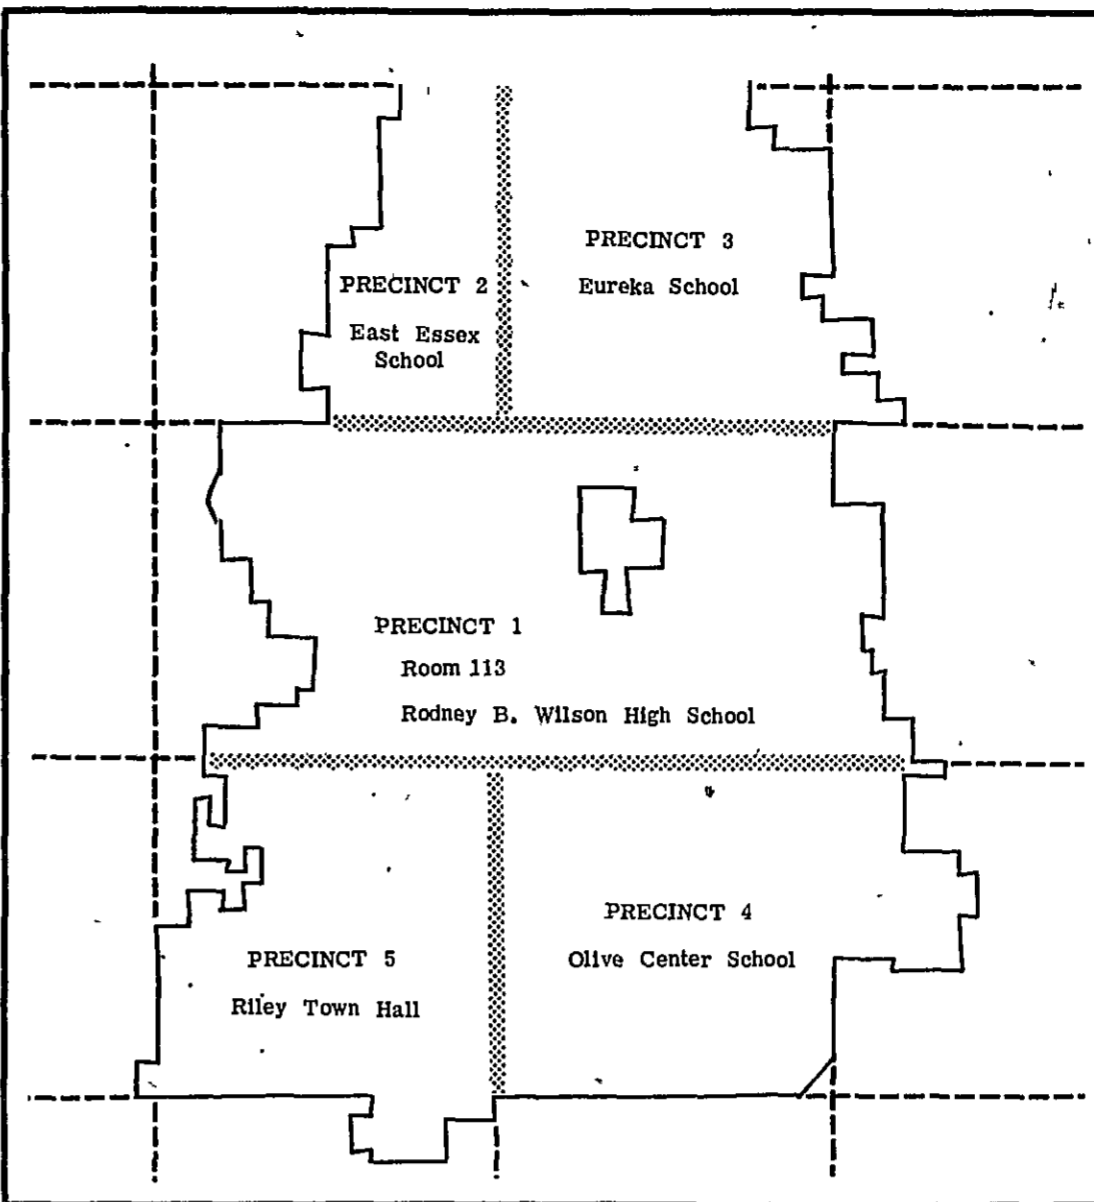 PRECINCT 3
Eureka School
PRECINCT 2
East Essex
School
PRECINCT 1
Room 113
Rodney B. Wilson High School
PRECINCT 4
Olive Center School
PRECINCT 5
Riley Town Hall